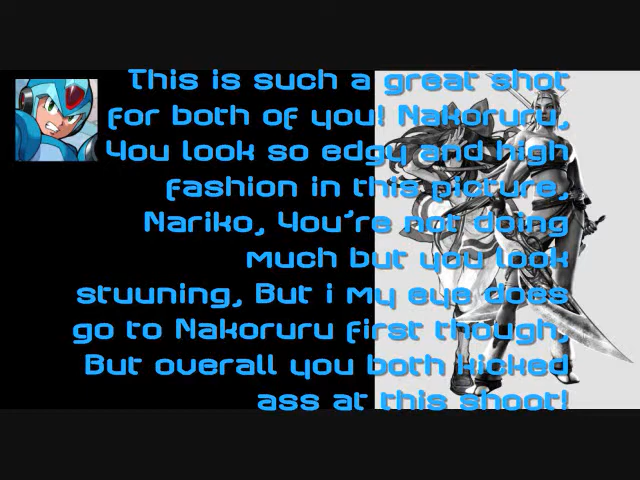 This is such a great shot
for both of you! Nakoruru,
You look so edgy and high
fashion in this picture,
Nariko, You're not doing
much but you look
stuuning, But i my eye does
go to Nakoruru first though,
But overall you both kicked
ass at this shoot!